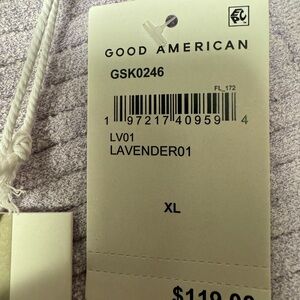 GOOD AMERICAN
GSK0246
FL_172
1 97217 40959 4
LV01
LAVENDER01
XL